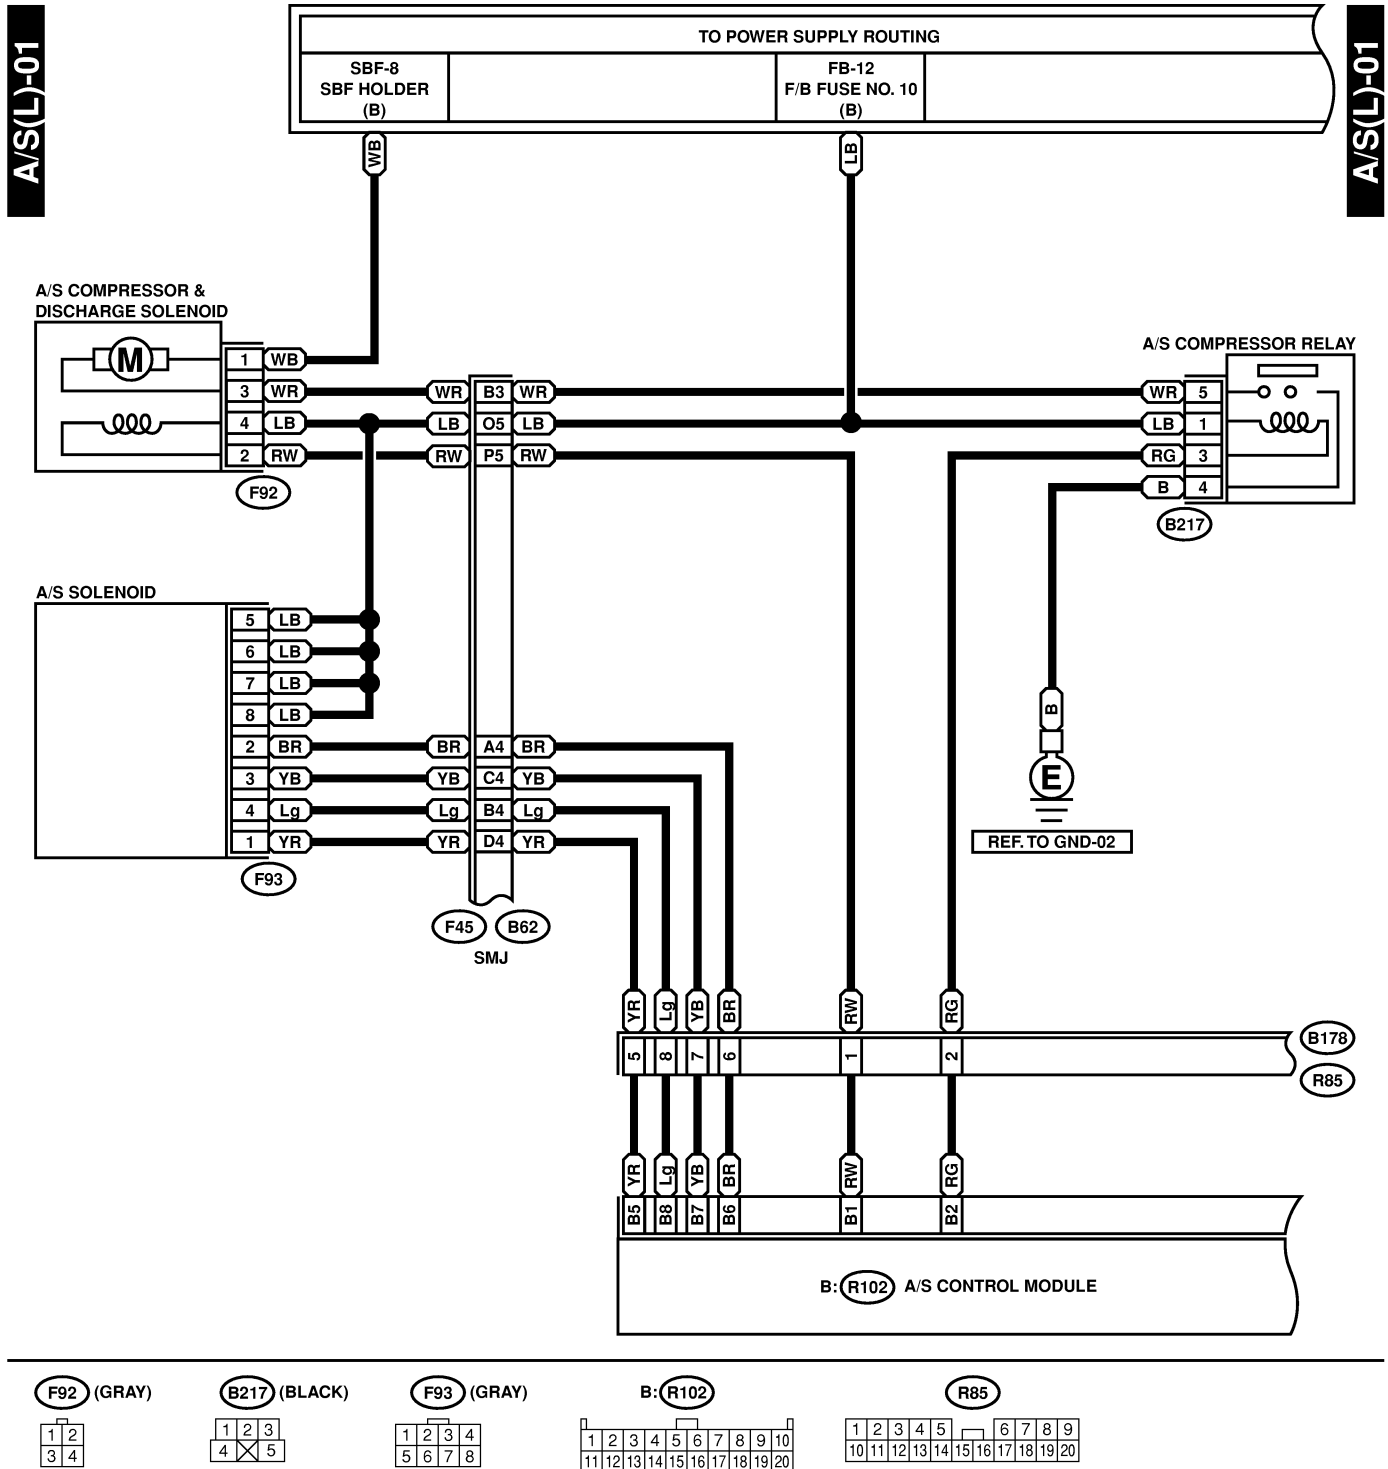 A/S(L)-01
A/S(L)-01
TO POWER SUPPLY ROUTING
SBF-8
SBF HOLDER
(B)
FB-12
F/B FUSE NO. 10
(B)
WB
LB
A/S COMPRESSOR &
DISCHARGE SOLENOID
M
1 WB
3 WR
4 LB
2 RW
F92
WR B3 WR
LB O5 LB
RW P5 RW
A/S COMPRESSOR RELAY
WR 5
LB 1
RG 3
B 4
B217
A/S SOLENOID
5 LB
6 LB
7 LB
8 LB
2 BR
3 YB
4 Lg
1 YR
F93
BR A4 BR
YB C4 YB
Lg B4 Lg
YR D4 YR
F45 B62
SMJ
B
E
REF. TO GND-02
YR Lg YB BR RW RG
5 8 7 6 1 2
B178
R85
YR Lg YB BR RW RG
B5 B8 B7 B6 B1 B2
B: R102 A/S CONTROL MODULE
F92 (GRAY)
1 2
3 4
B217 (BLACK)
1 2 3
4 5
F93 (GRAY)
1 2 3 4
5 6 7 8
B: R102
1 2 3 4 5 6 7 8 9 10
11 12 13 14 15 16 17 18 19 20
R85
1 2 3 4 5 6 7 8 9
10 11 12 13 14 15 16 17 18 19 20